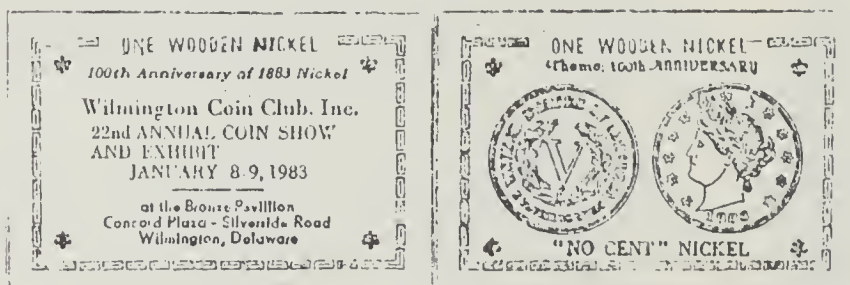 ONE WOODEN NICKEL
100th Anniversary of 1883 Nickel
Wilmington Coin Club, Inc.
22nd ANNUAL COIN SHOW
AND EXHIBIT
JANUARY 8-9, 1983
at the Bronze Pavillion
Concord Plaza - Silverside Road
Wilmington, Delaware
ONE WOODEN NICKEL
Theme: 100th ANNIVERSARY
V
"NO CENT" NICKEL